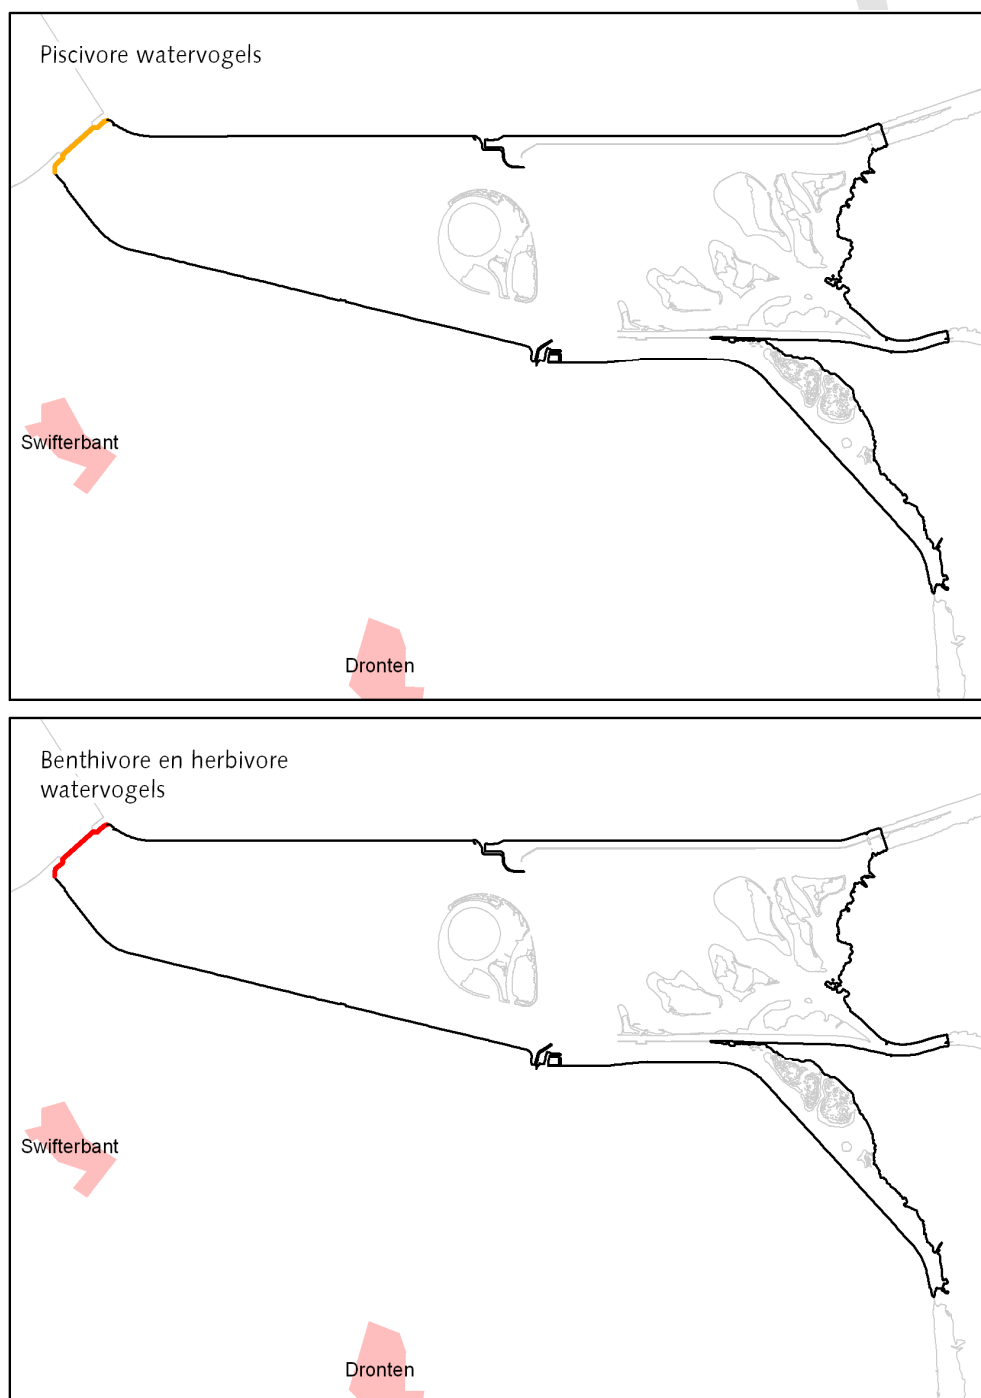 Piscivore watervogels
Swifterbant
Dronten
Benthivore en herbivore
watervogels
Swifterbant
Dronten